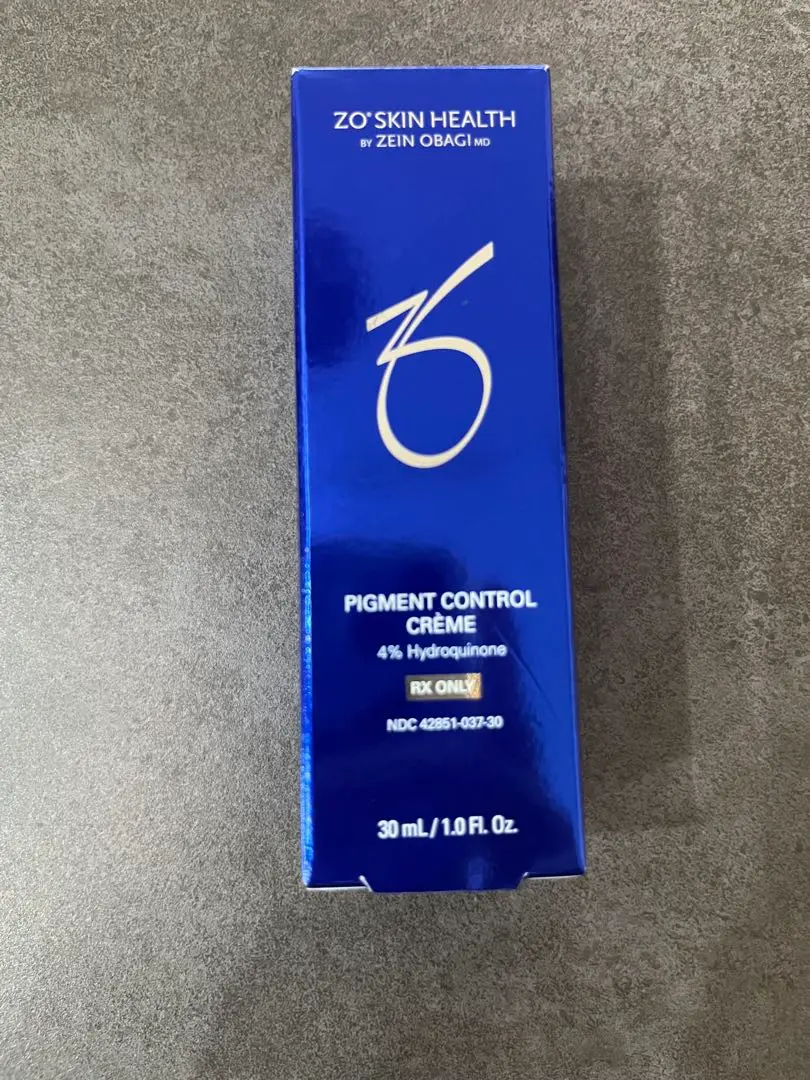 ZO® SKIN HEALTH
BY ZEIN OBAGI MD
ZO
PIGMENT CONTROL
CRÈME
4% Hydroquinone
RX ONLY
NDC 42851-037-30
30 mL / 1.0 Fl. Oz.